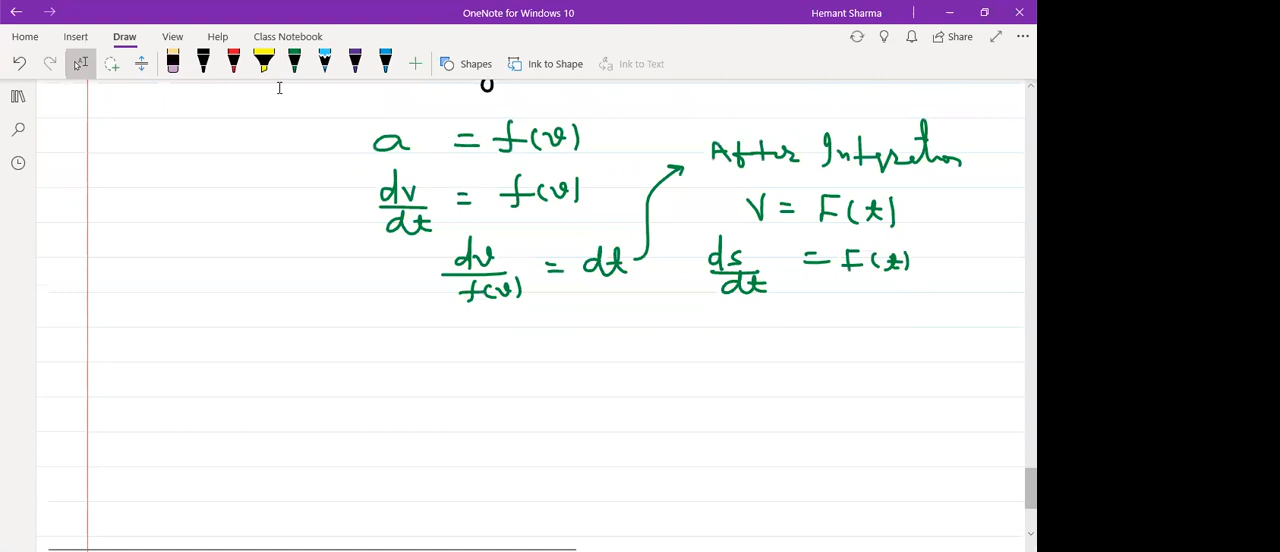 OneNote for Windows 10
Hemant Sharma
Home Insert Draw View Help Class Notebook
Share
Shapes
Ink to Shape
Ink to Text
a = f(v)
dv/dt = f(v)
dv/f(v) = dt
After Integration
V = F(t)
ds/dt = F(t)